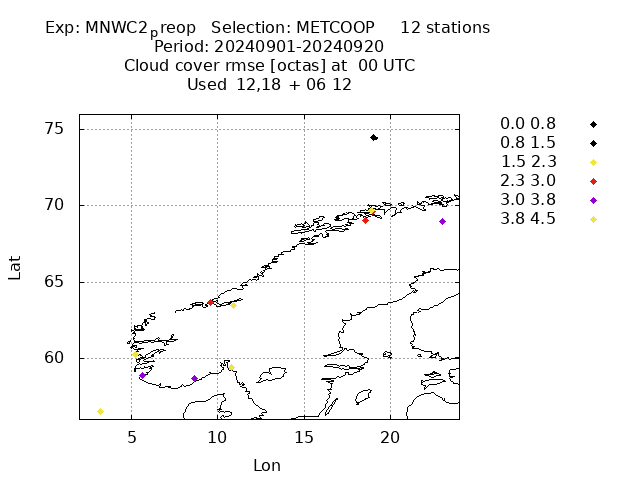 Exp: MNWC2preop Selection: METCOOP 12 stations
Period: 20240901-20240920
Cloud cover rmse [octas] at 00 UTC
Used 12,18 + 06 12
0.0 0.8
0.8 1.5
1.5 2.3
2.3 3.0
3.0 3.8
3.8 4.5
75
70
65
60
Lat
5 10 15 20
Lon